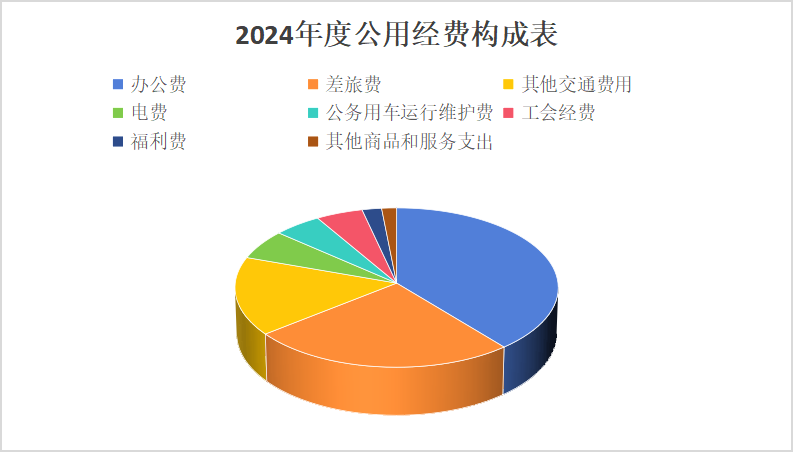 2024年度公用经费构成表
办公费 差旅费 其他交通费用
电费 公务用车运行维护费 工会经费
福利费 其他商品和服务支出